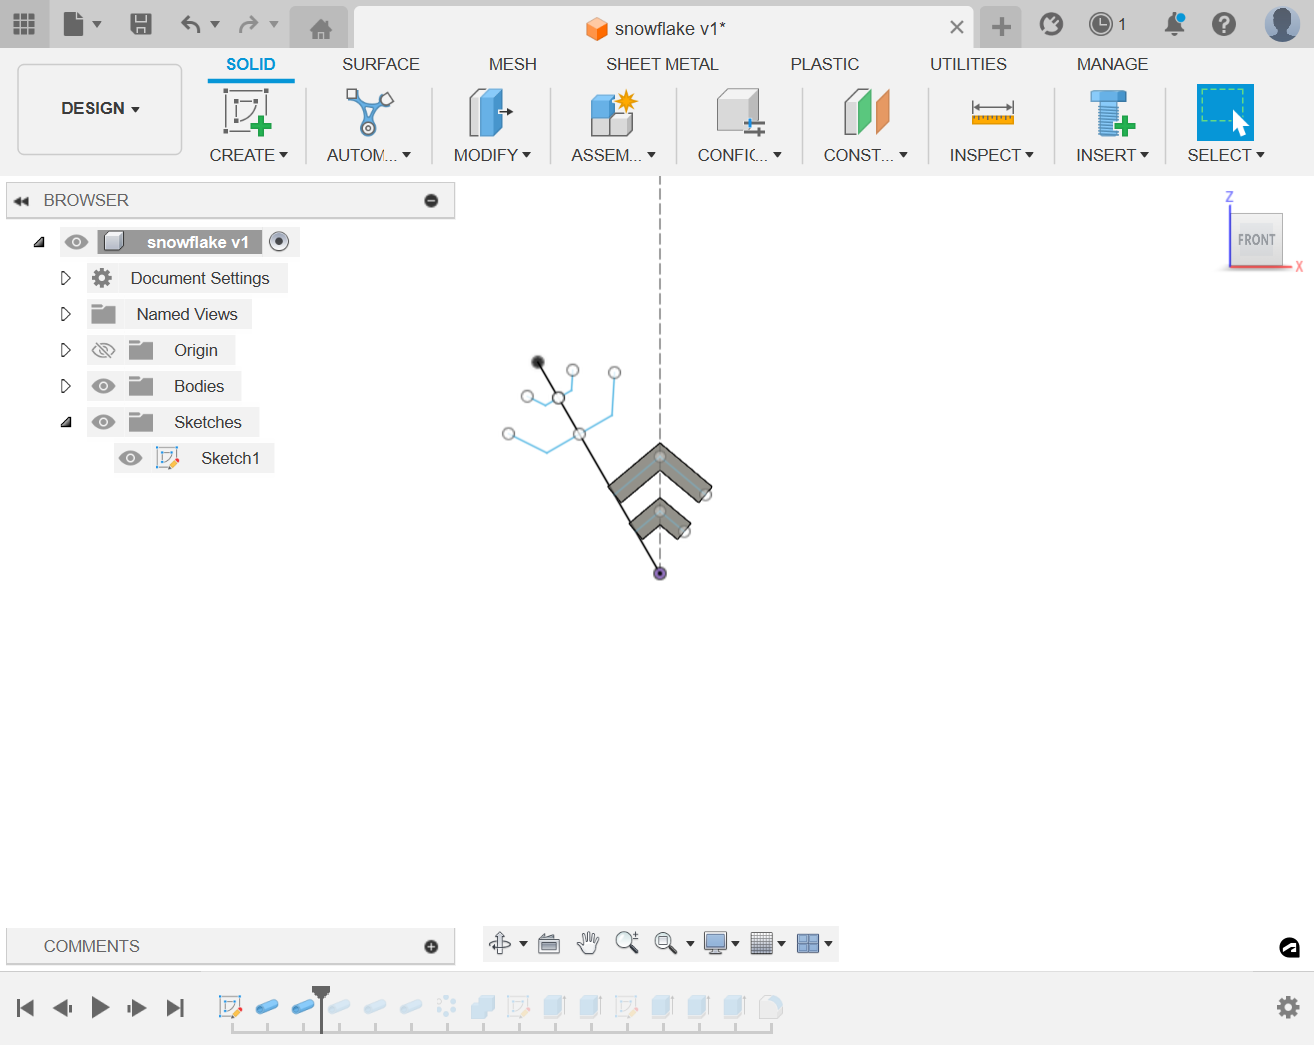 snowflake v1*
1
DESIGN
SOLID
SURFACE
MESH
SHEET METAL
PLASTIC
UTILITIES
MANAGE
CREATE
AUTOM...
MODIFY
ASSEM...
CONFIG...
CONST...
INSPECT
INSERT
SELECT
BROWSER
snowflake v1
Document Settings
Named Views
Origin
Bodies
Sketches
Sketch1
Z
FRONT
X
COMMENTS